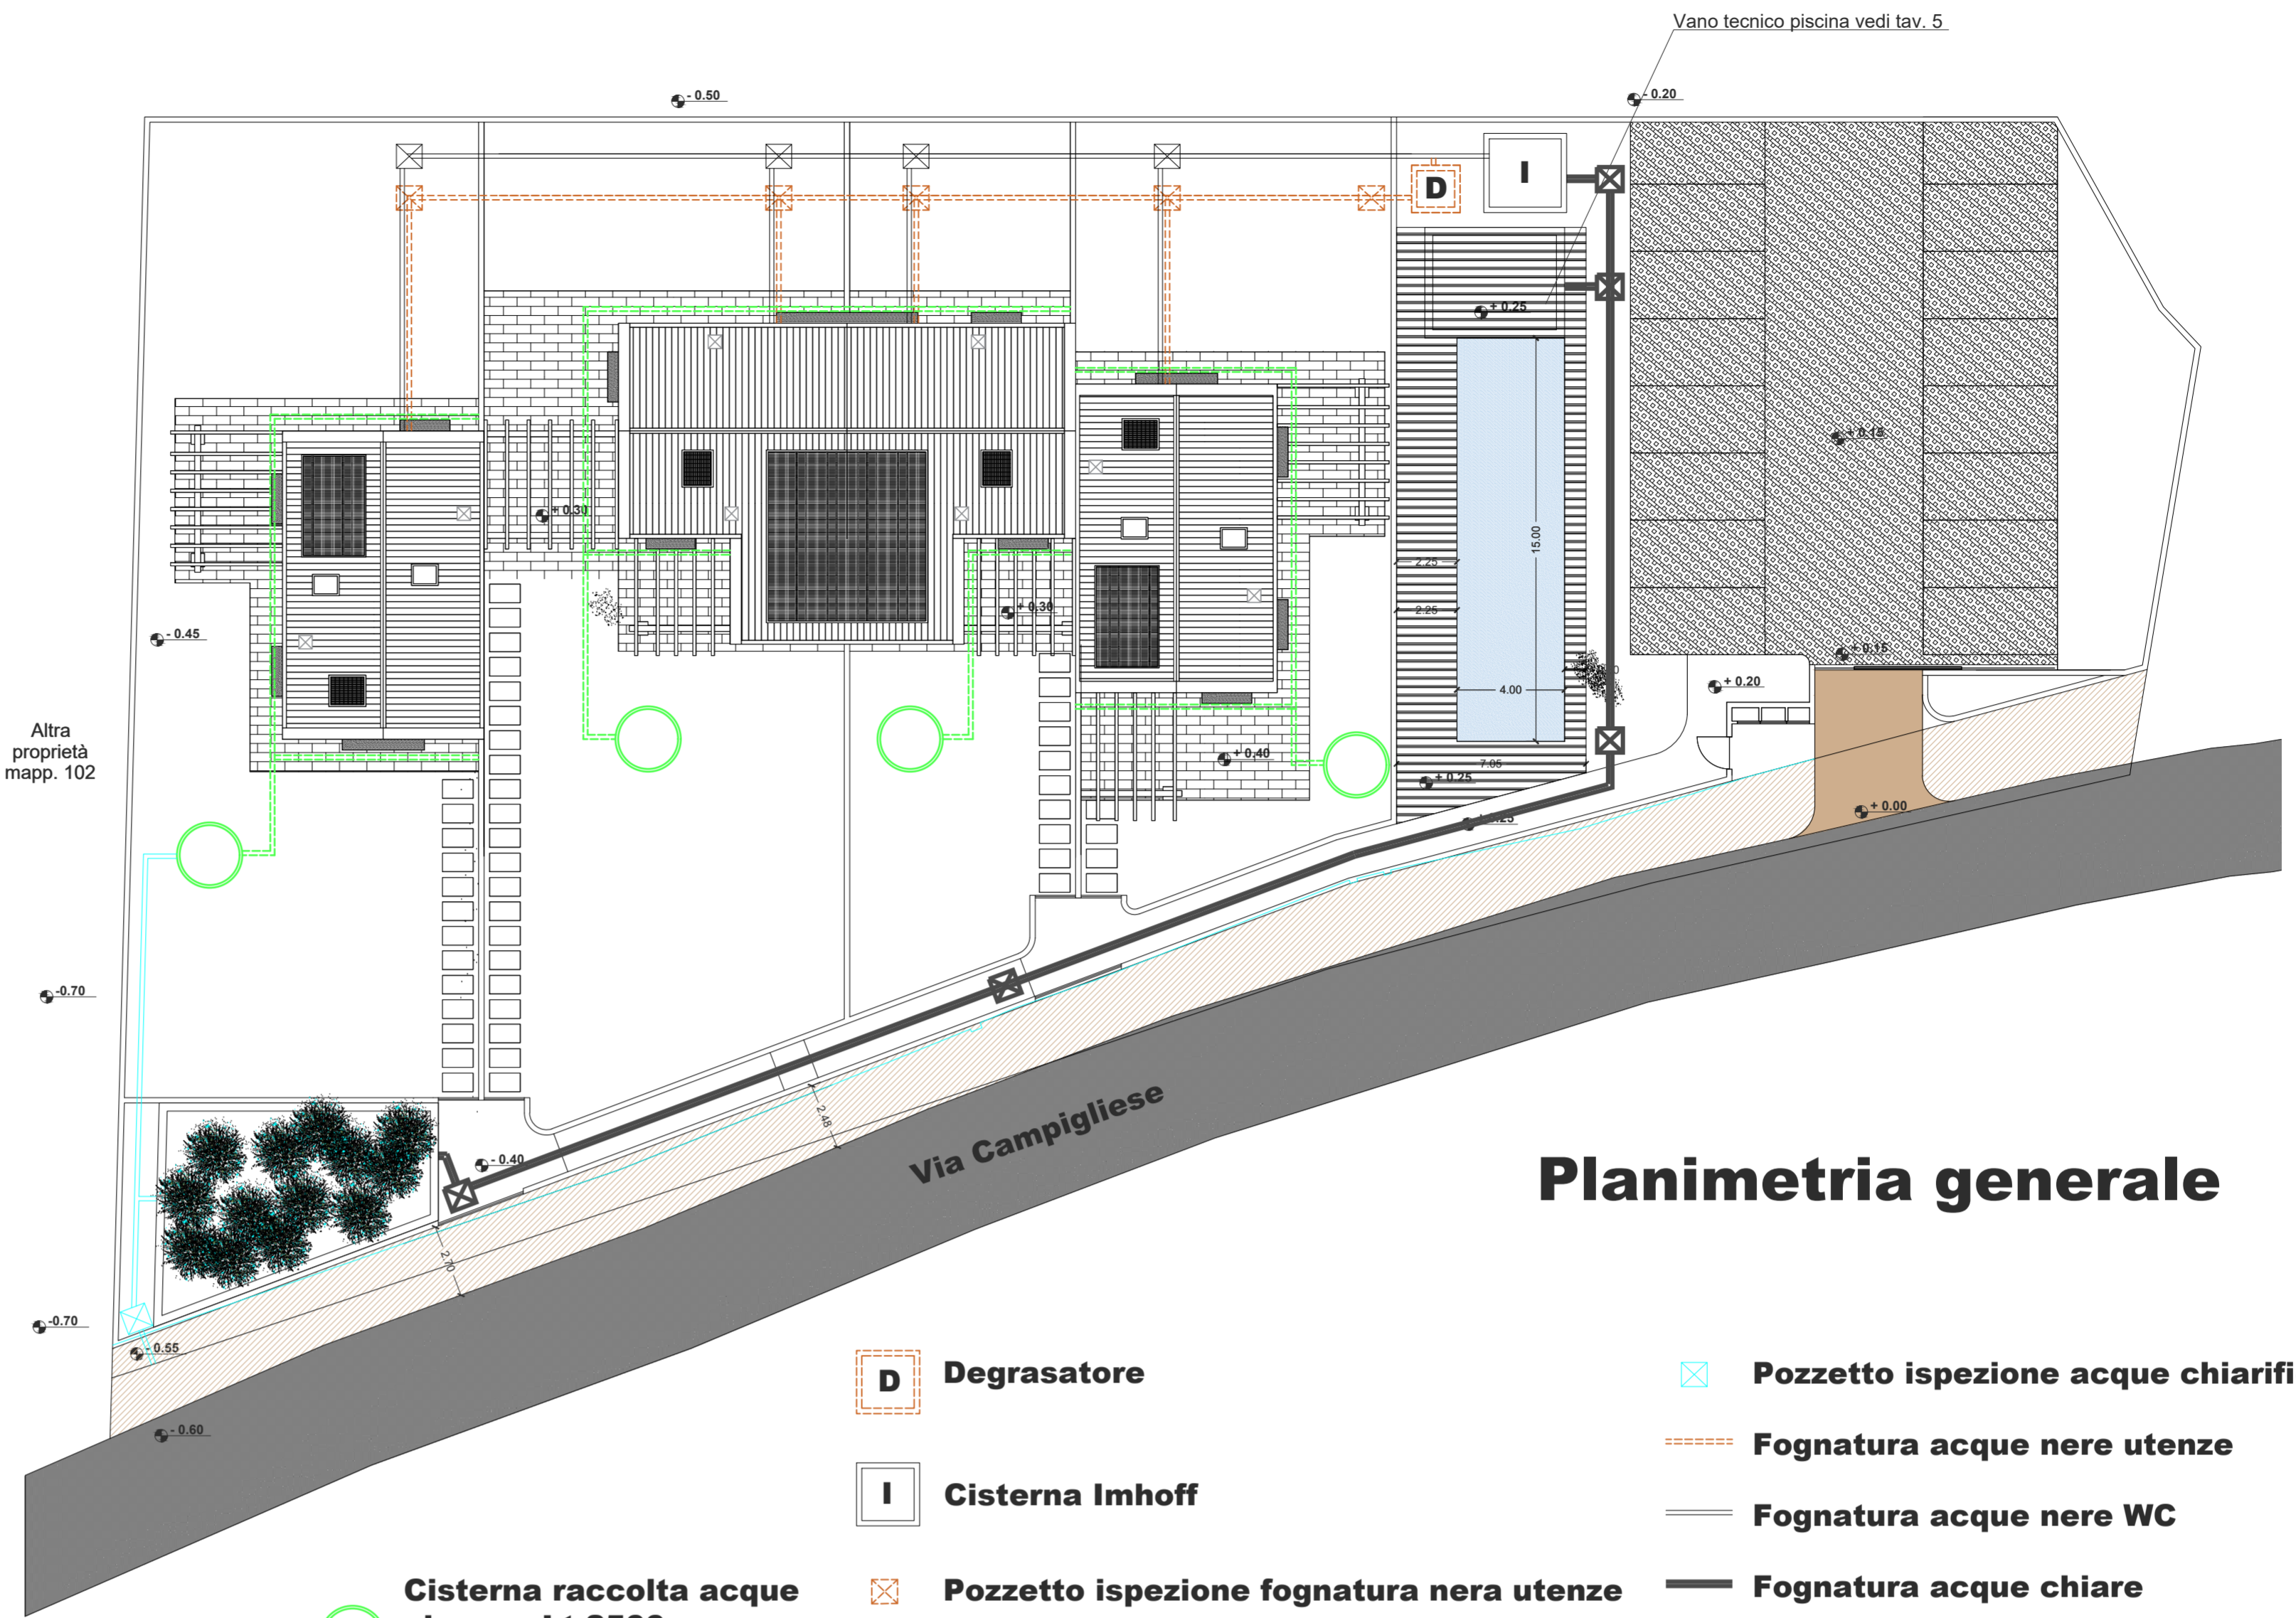 Vano tecnico piscina vedi tav. 5
- 0.50
- 0.20
D
I
+ 0.25
+ 0.15
+ 0.30
15.00
2.25
2.25
+ 0.30
- 0.45
+ 0.15
+ 0.20
4.00
Altra
proprietà
mapp. 102
+ 0.40
7.85
+ 0.25
+ 0.00
-0.70
2.48
Via Campigliese
- 0.40
Planimetria generale
2.70
-0.70
- 0.55
- 0.60
D
Degrasatore
Pozzetto ispezione acque chiarifi
Fognatura acque nere utenze
I
Cisterna Imhoff
Fognatura acque nere WC
Cisterna raccolta acque
Pozzetto ispezione fognatura nera utenze
Fognatura acque chiare